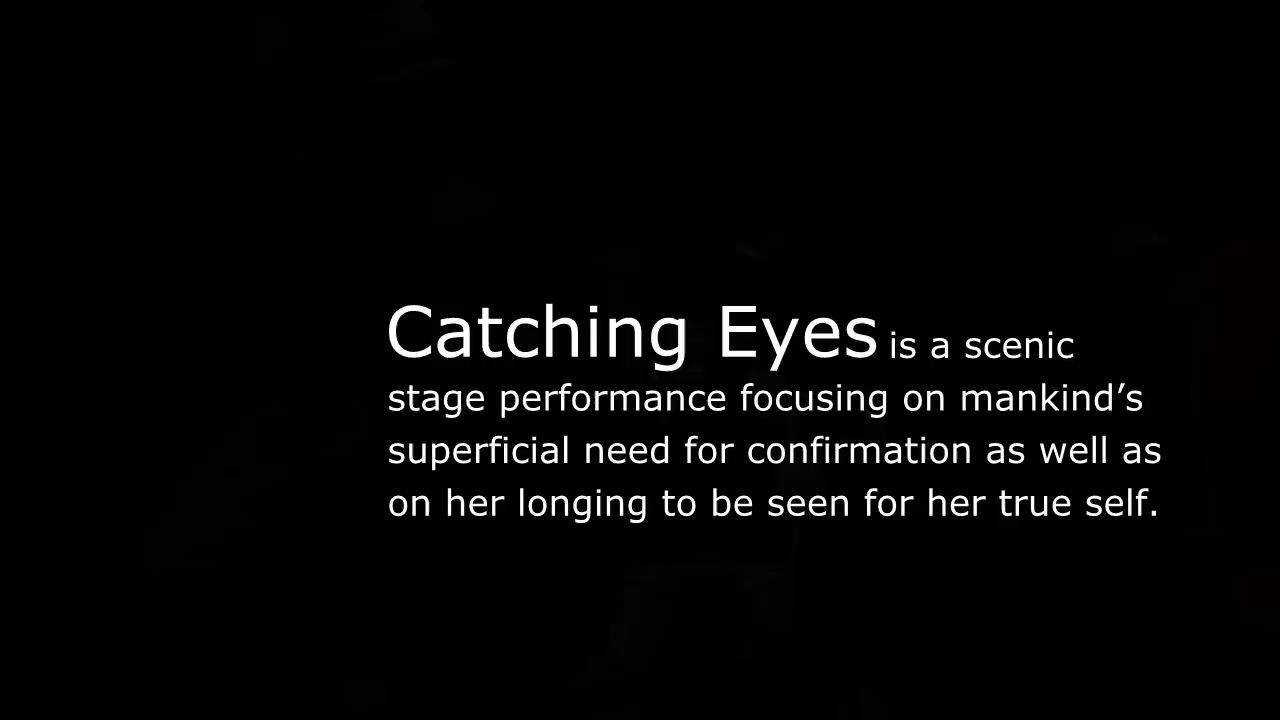 Catching Eyes is a scenic
stage performance focusing on mankind’s
superficial need for confirmation as well as
on her longing to be seen for her true self.